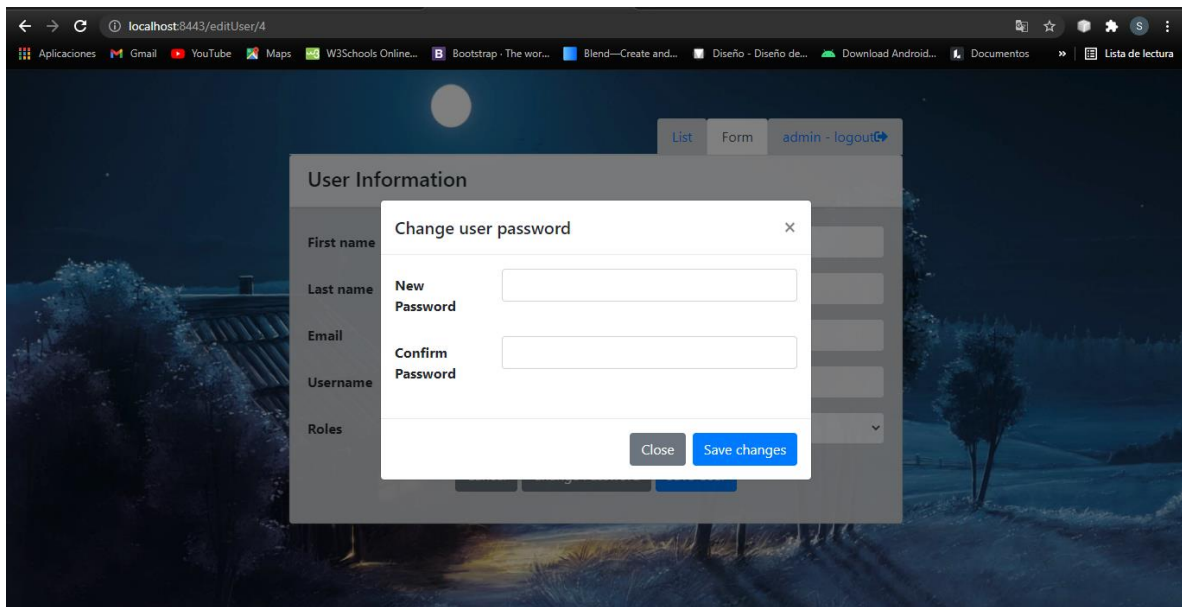 localhost:8443/editUser/4
S
Aplicaciones Gmail YouTube Maps W3Schools Online... B Bootstrap · The wor... Blend—Create and... Diseño - Diseño de... Download Android... Documentos » Lista de lectura
List Form admin - logout
User Information
Change user password ×
First name
Last name
Email
Username
Roles
New
Password
Confirm
Password
Close Save changes